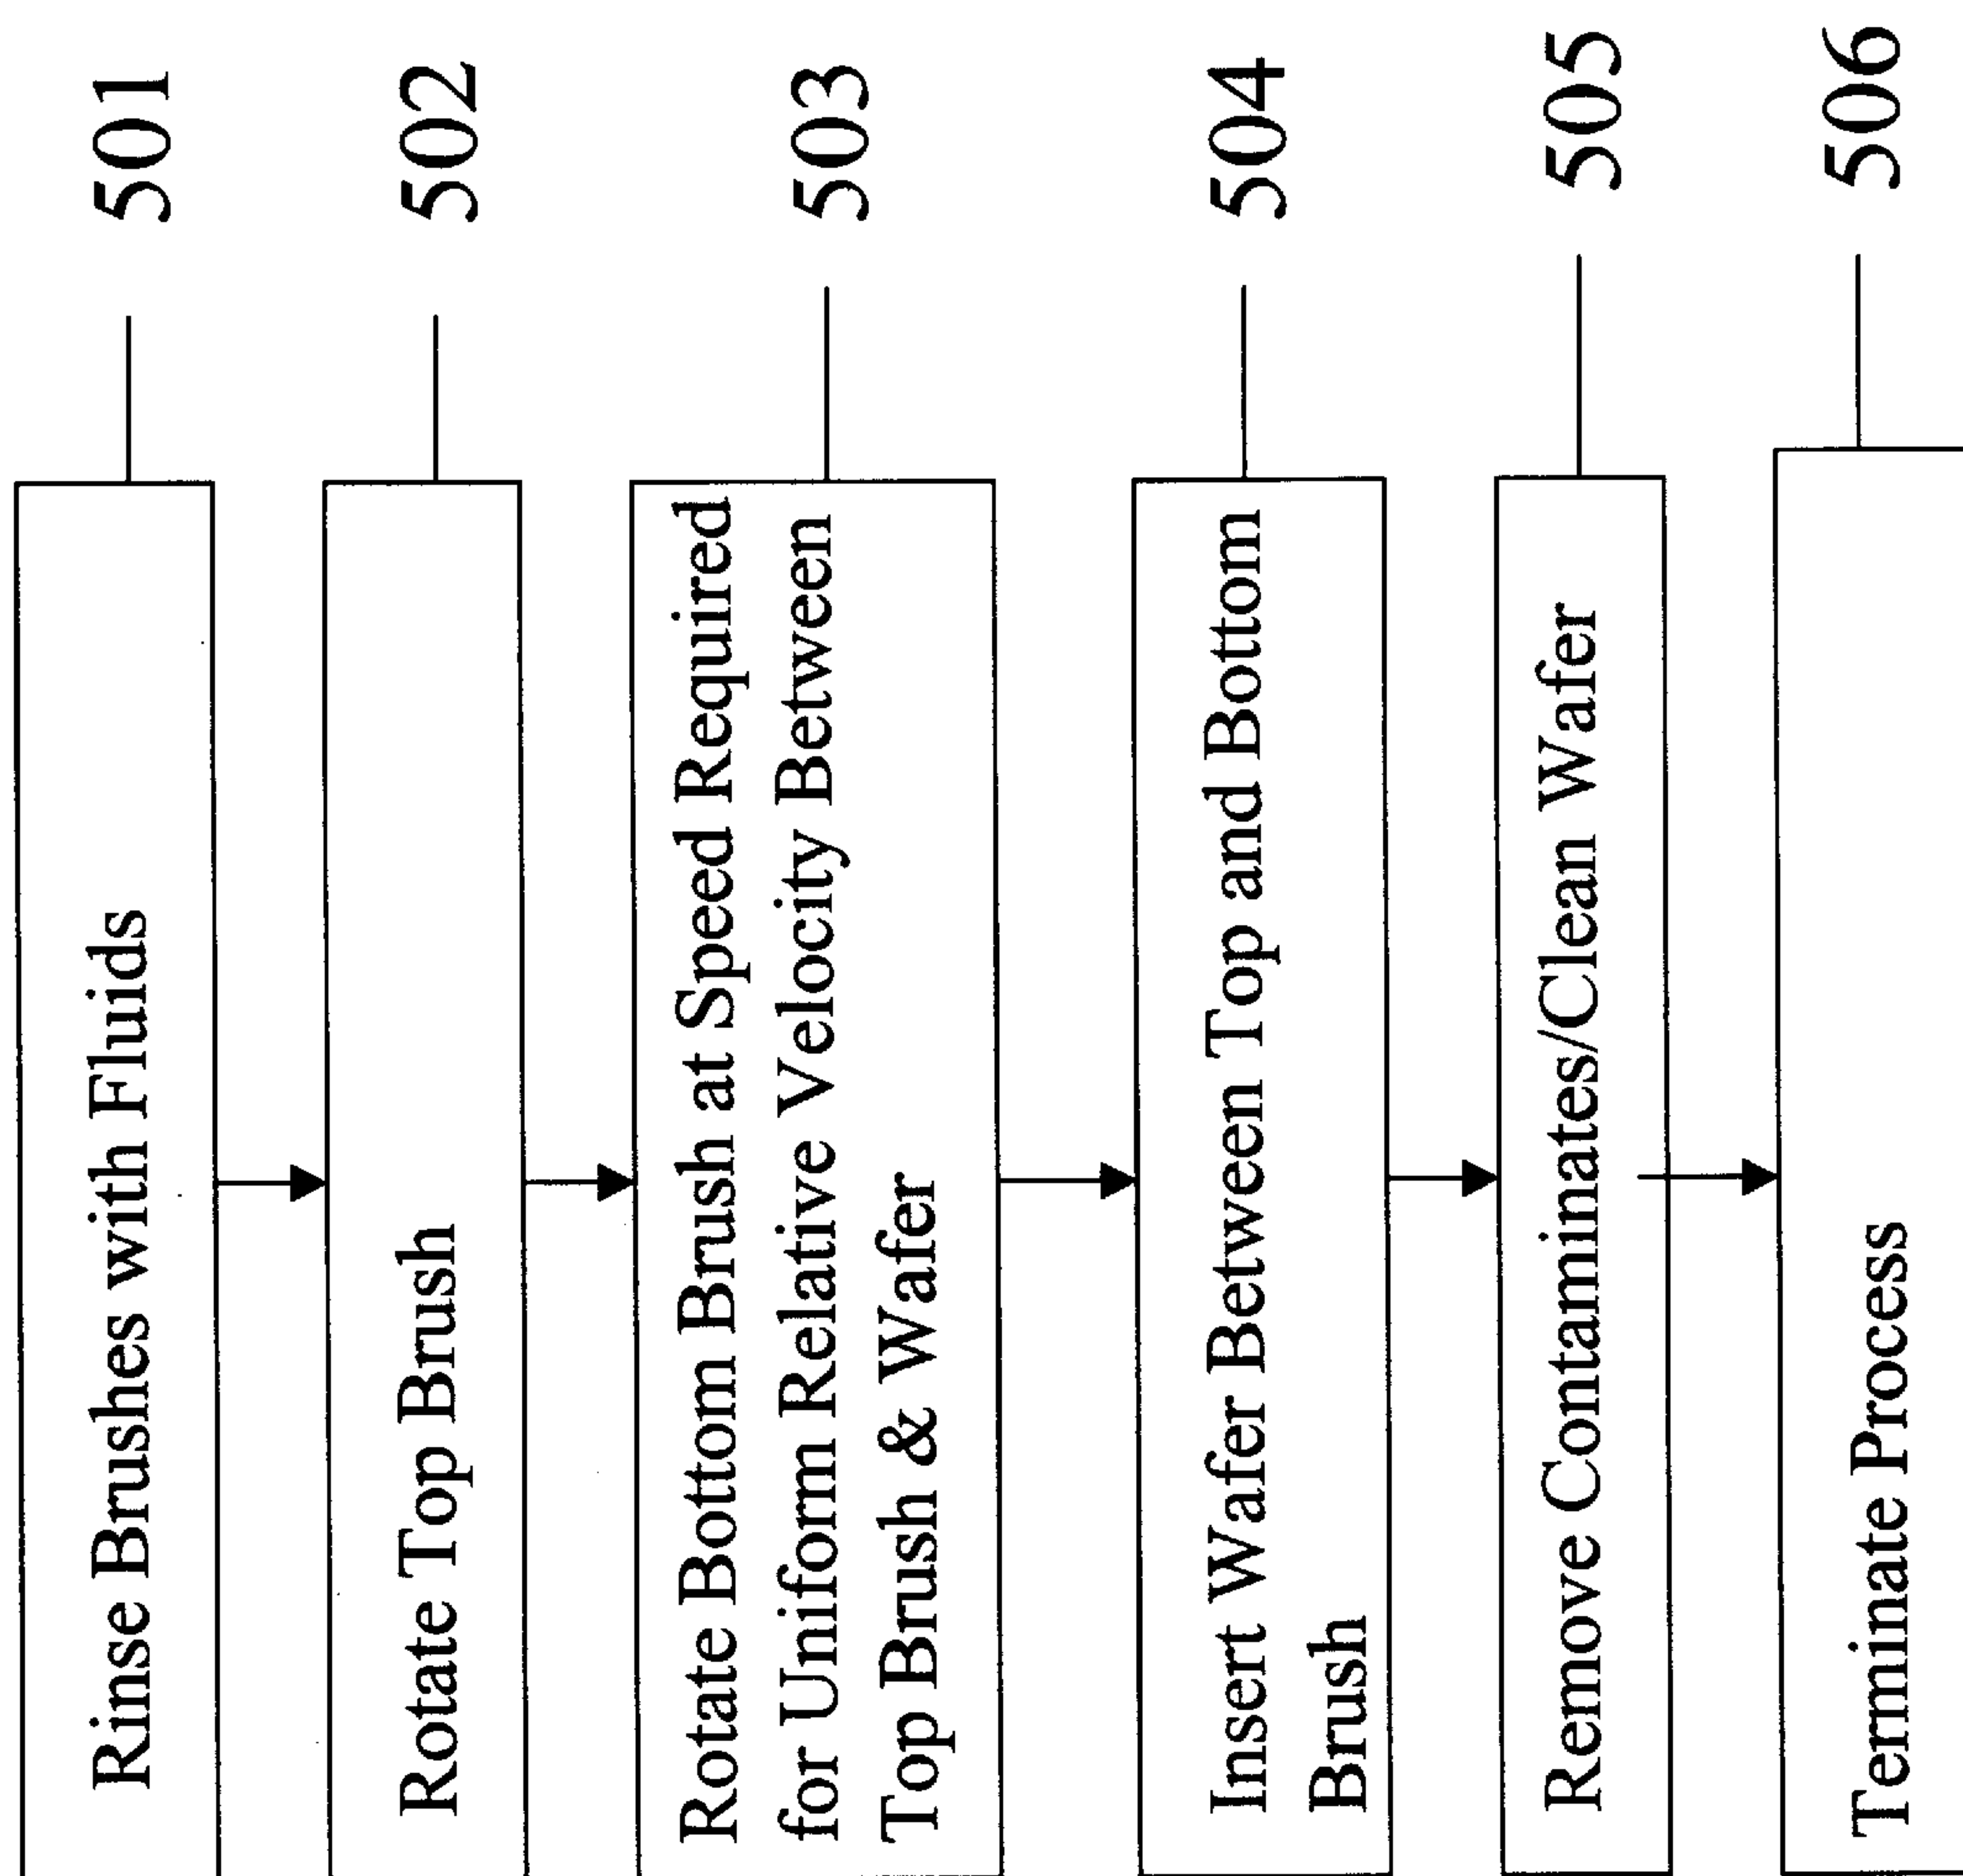 Rinse Brushes with Fluids
501
Rotate Top Brush
502
Rotate Bottom Brush at Speed Required
for Uniform Relative Velocity Between
Top Brush & Wafer
503
Insert Wafer Between Top and Bottom
Brush
504
Remove Contaminates/Clean Wafer
505
Terminate Process
506